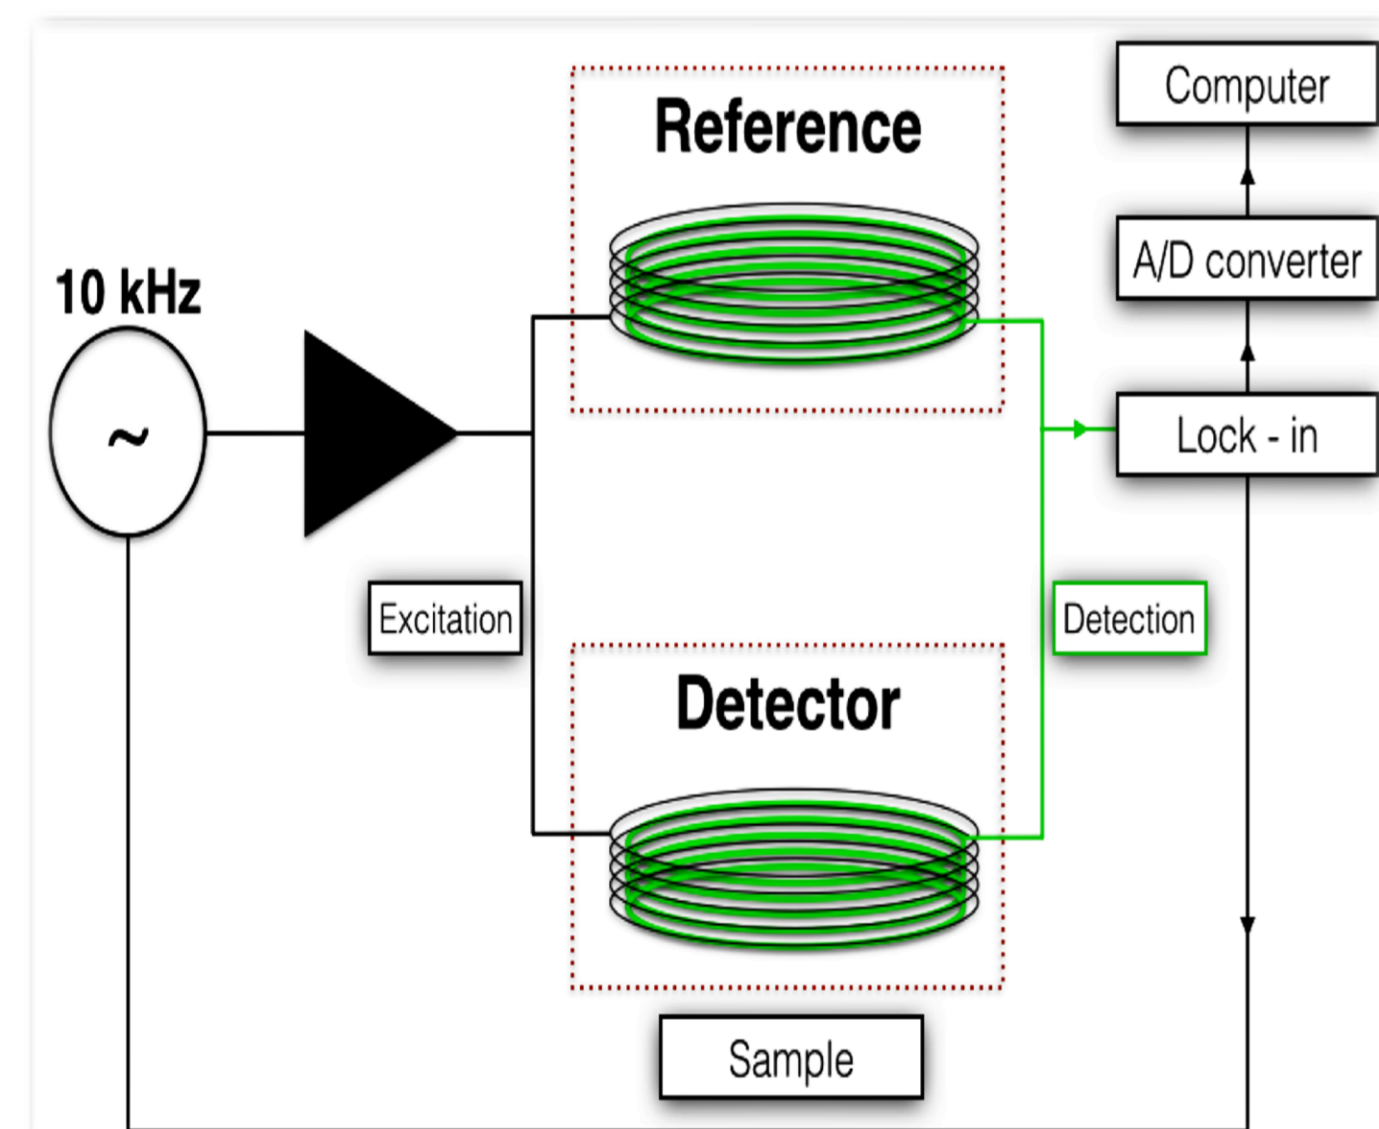 Computer
Reference
A/D converter
10 kHz
~
Lock - in
Excitation
Detection
Detector
Sample